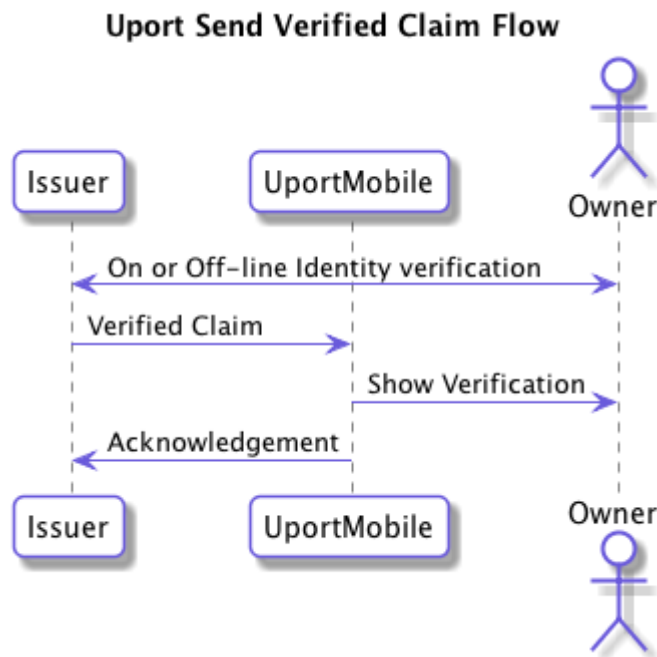 Uport Send Verified Claim Flow
Owner
Issuer
UportMobile
On or Off-line Identity verification
Verified Claim
Show Verification
Acknowledgement
Issuer
UportMobile
Owner